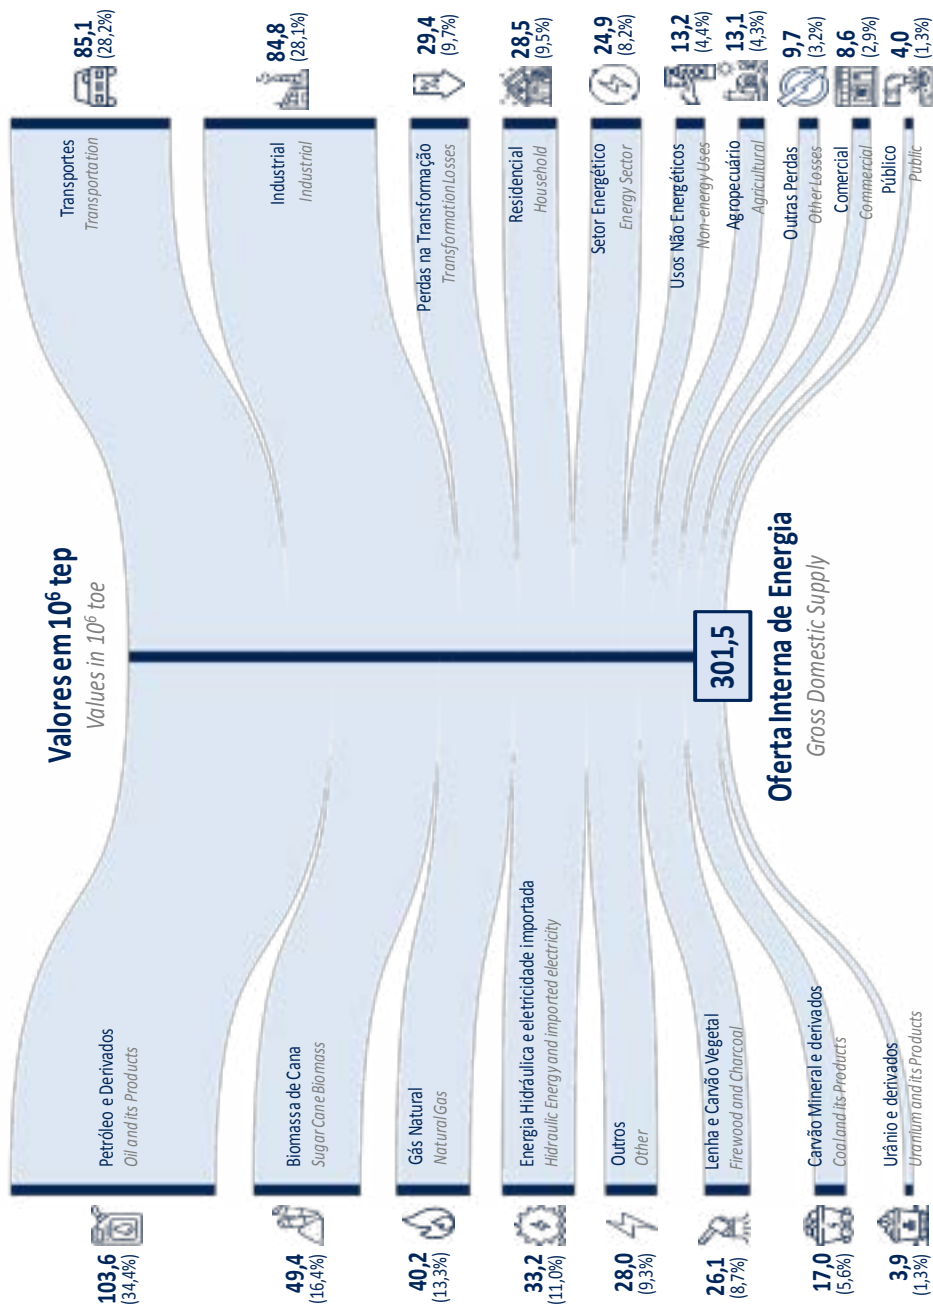 Valores em 10⁶ tep
Values in 10⁶ toe
103,6
(34,4%)
Petróleo e Derivados
Oil and its Products
49,4
(16,4%)
Biomassa de Cana
Sugar Cane Biomass
40,2
(13,3%)
Gás Natural
Natural Gas
33,2
(11,0%)
Energia Hidráulica e eletricidade importada
Hidraulic Energy and imported electricity
28,0
(9,3%)
Outros
Other
26,1
(8,7%)
Lenha e Carvão Vegetal
Firewood and Charcoal
17,0
(5,6%)
Carvão Mineral e derivados
Coal and its Products
3,9
(1,3%)
Urânio e derivados
Uranium and its Products
301,5
Oferta Interna de Energia
Gross Domestic Supply
Transportes
Transportation
85,1
(28,2%)
Industrial
Industrial
84,8
(28,1%)
Perdas na Transformação
Transformation Losses
29,4
(9,7%)
Residencial
Household
28,5
(9,5%)
Setor Energético
Energy Sector
24,9
(8,2%)
Usos Não Energéticos
Non-energy Uses
13,2
(4,4%)
Agropecuário
Agricultural
13,1
(4,3%)
Outras Perdas
Other Losses
9,7
(3,2%)
Comercial
Commercial
8,6
(2,9%)
Público
Public
4,0
(1,3%)